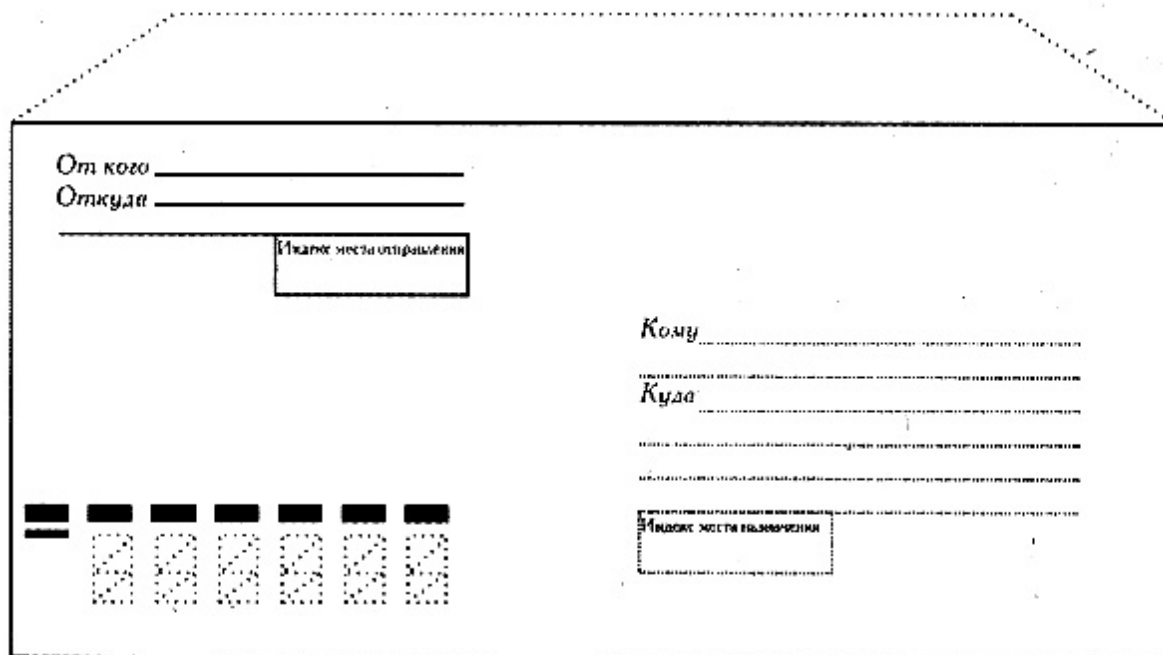 От кого
Откуда
Индекс места отправления
Кому
Куда
Индекс места назначения